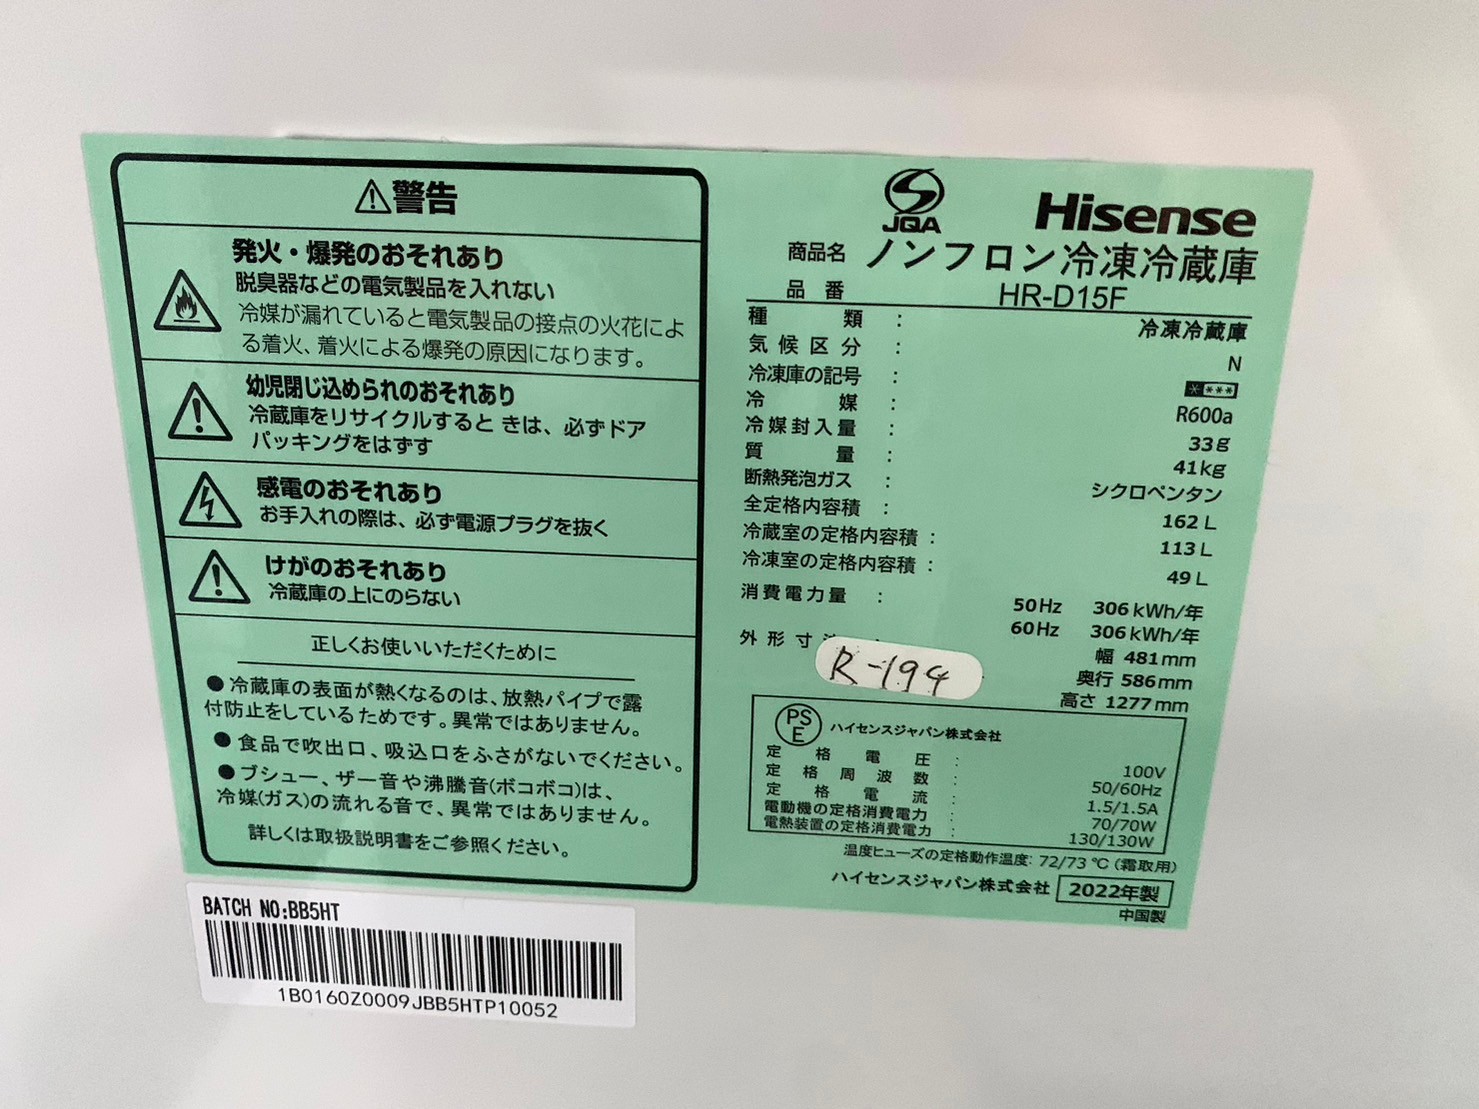 警告
発火・爆発のおそれあり
脱臭器などの電気製品を入れない
冷媒が漏れていると電気製品の接点の火花によ
る着火、着火による爆発の原因になります。
幼児閉じ込められのおそれあり
冷蔵庫をリサイクルすると きは、必ずドア
パッキングをはずす
感電のおそれあり
お手入れの際は、必ず電源プラグを抜く
けがのおそれあり
冷蔵庫の上にのらない
正しくお使いいただくために
●冷蔵庫の表面が熱くなるのは、放熱パイプで露
付防止をしているためです。異常ではありません。
●食品で吹出口、吸込口をふさがないでください。
●ブシュー、ザー音や沸騰音(ボコボコ)は、
冷媒(ガス)の流れる音で、異常ではありません。
詳しくは取扱説明書をご参照ください。
JQA
Hisense
商品名 ノンフロン冷凍冷蔵庫
品番 HR-D15F
種類 : 冷凍冷蔵庫
気候区分 : N
冷凍庫の記号 : ****
冷媒 : R600a
冷媒封入量 : 33g
質量 : 41kg
断熱発泡ガス : シクロペンタン
全定格内容積 : 162 L
冷蔵室の定格内容積 : 113 L
冷凍室の定格内容積 : 49 L
消費電力量 : 50Hz 306 kWh/年
60Hz 306 kWh/年
外形寸 幅 481mm
奥行 586mm
高さ 1277mm
R-194
PSE ハイセンスジャパン株式会社
定格電圧 : 100V
定格周波数 : 50/60Hz
定格電流 : 1.5/1.5A
電動機の定格消費電力 : 70/70W
電熱装置の定格消費電力 : 130/130W
温度ヒューズの定格動作温度: 72/73 ℃ (霜取用)
ハイセンスジャパン株式会社 2022年製
中国製
BATCH NO:BB5HT
1B0160Z0009JBB5HTP10052